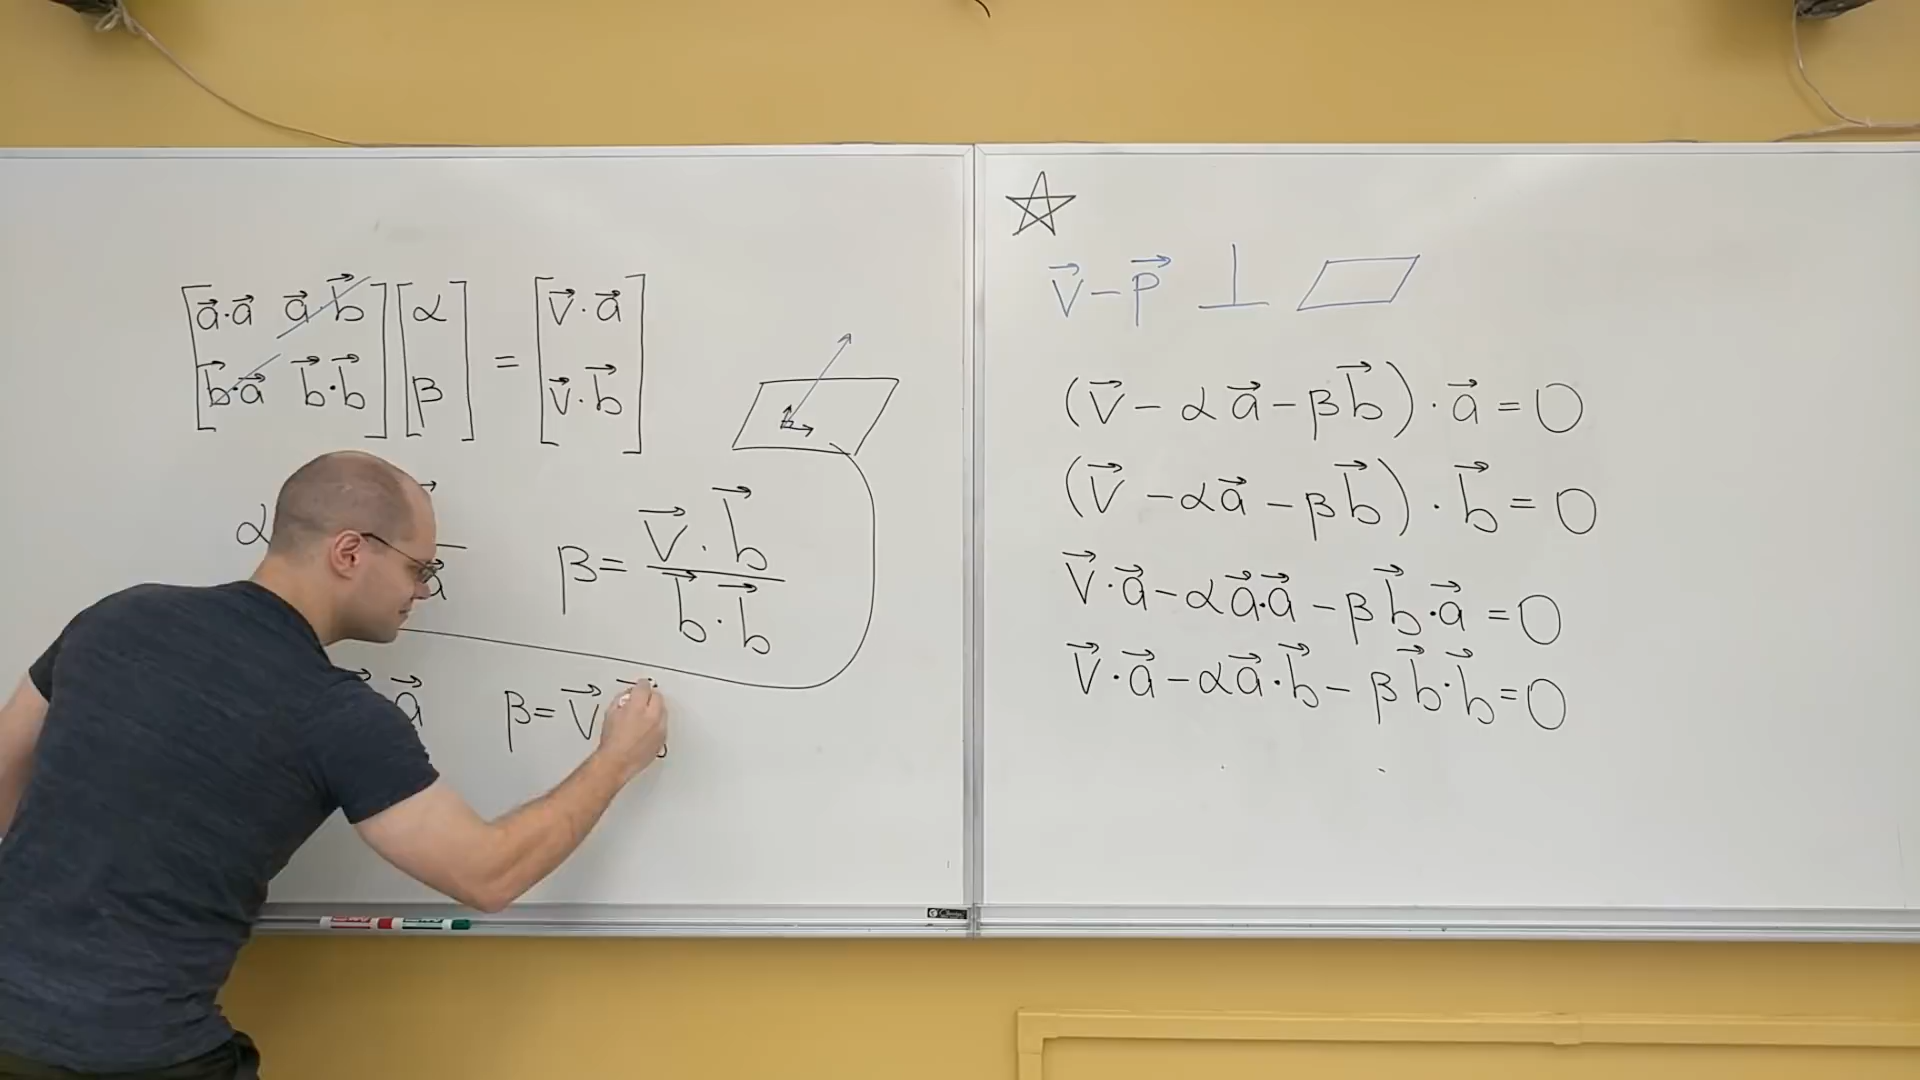 [a⃗·a⃗ a⃗·b⃗] [α] = [v⃗·a⃗]
[b⃗·a⃗ b⃗·b⃗] [β] [v⃗·b⃗]
α
a⃗
β = v⃗·b⃗ / b⃗·b⃗
a⃗
β = v⃗
v⃗ − p⃗ ⊥ ▱
(v⃗ − αa⃗ − βb⃗)·a⃗ = 0
(v⃗ − αa⃗ − βb⃗)·b⃗ = 0
v⃗·a⃗ − αa⃗·a⃗ − βb⃗·a⃗ = 0
v⃗·a⃗ − αa⃗·b⃗ − βb⃗·b⃗ = 0